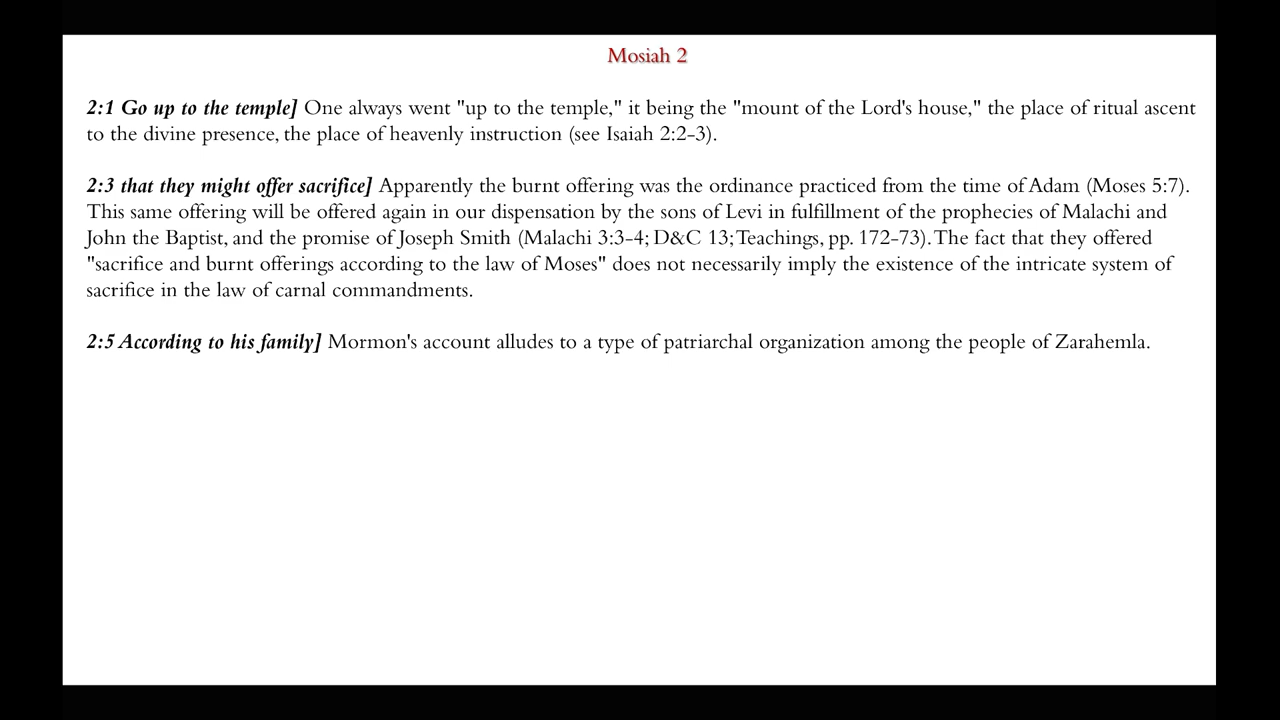 Mosiah 2
2:1 Go up to the temple] One always went "up to the temple," it being the "mount of the Lord's house," the place of ritual ascent
to the divine presence, the place of heavenly instruction (see Isaiah 2:2-3).
2:3 that they might offer sacrifice] Apparently the burnt offering was the ordinance practiced from the time of Adam (Moses 5:7).
This same offering will be offered again in our dispensation by the sons of Levi in fulfillment of the prophecies of Malachi and
John the Baptist, and the promise of Joseph Smith (Malachi 3:3-4; D&C 13; Teachings, pp. 172-73). The fact that they offered
"sacrifice and burnt offerings according to the law of Moses" does not necessarily imply the existence of the intricate system of
sacrifice in the law of carnal commandments.
2:5 According to his family] Mormon's account alludes to a type of patriarchal organization among the people of Zarahemla.